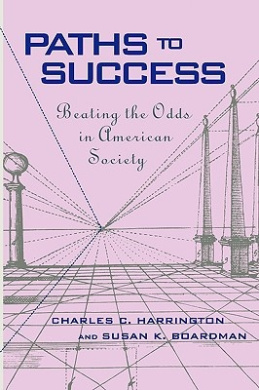 PATHS TO
SUCCESS
Beating the Odds
in American
Society
CHARLES C. HARRINGTON
AND SUSAN K. BOARDMAN